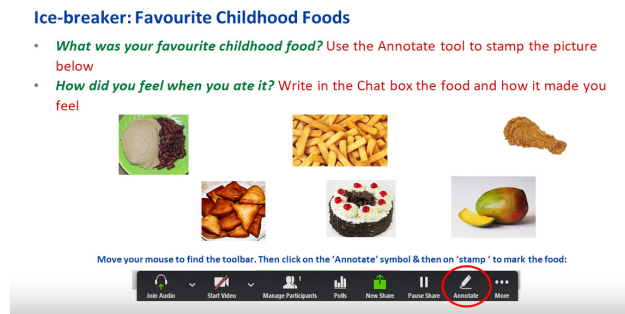 Ice-breaker: Favourite Childhood Foods
• What was your favourite childhood food? Use the Annotate tool to stamp the picture
below
• How did you feel when you ate it? Write in the Chat box the food and how it made you
feel
Move your mouse to find the toolbar. Then click on the 'Annotate' symbol & then on 'stamp ' to mark the food:
1
Join Audio Start Video Manage Participants Polls New Share Pause Share Annotate More